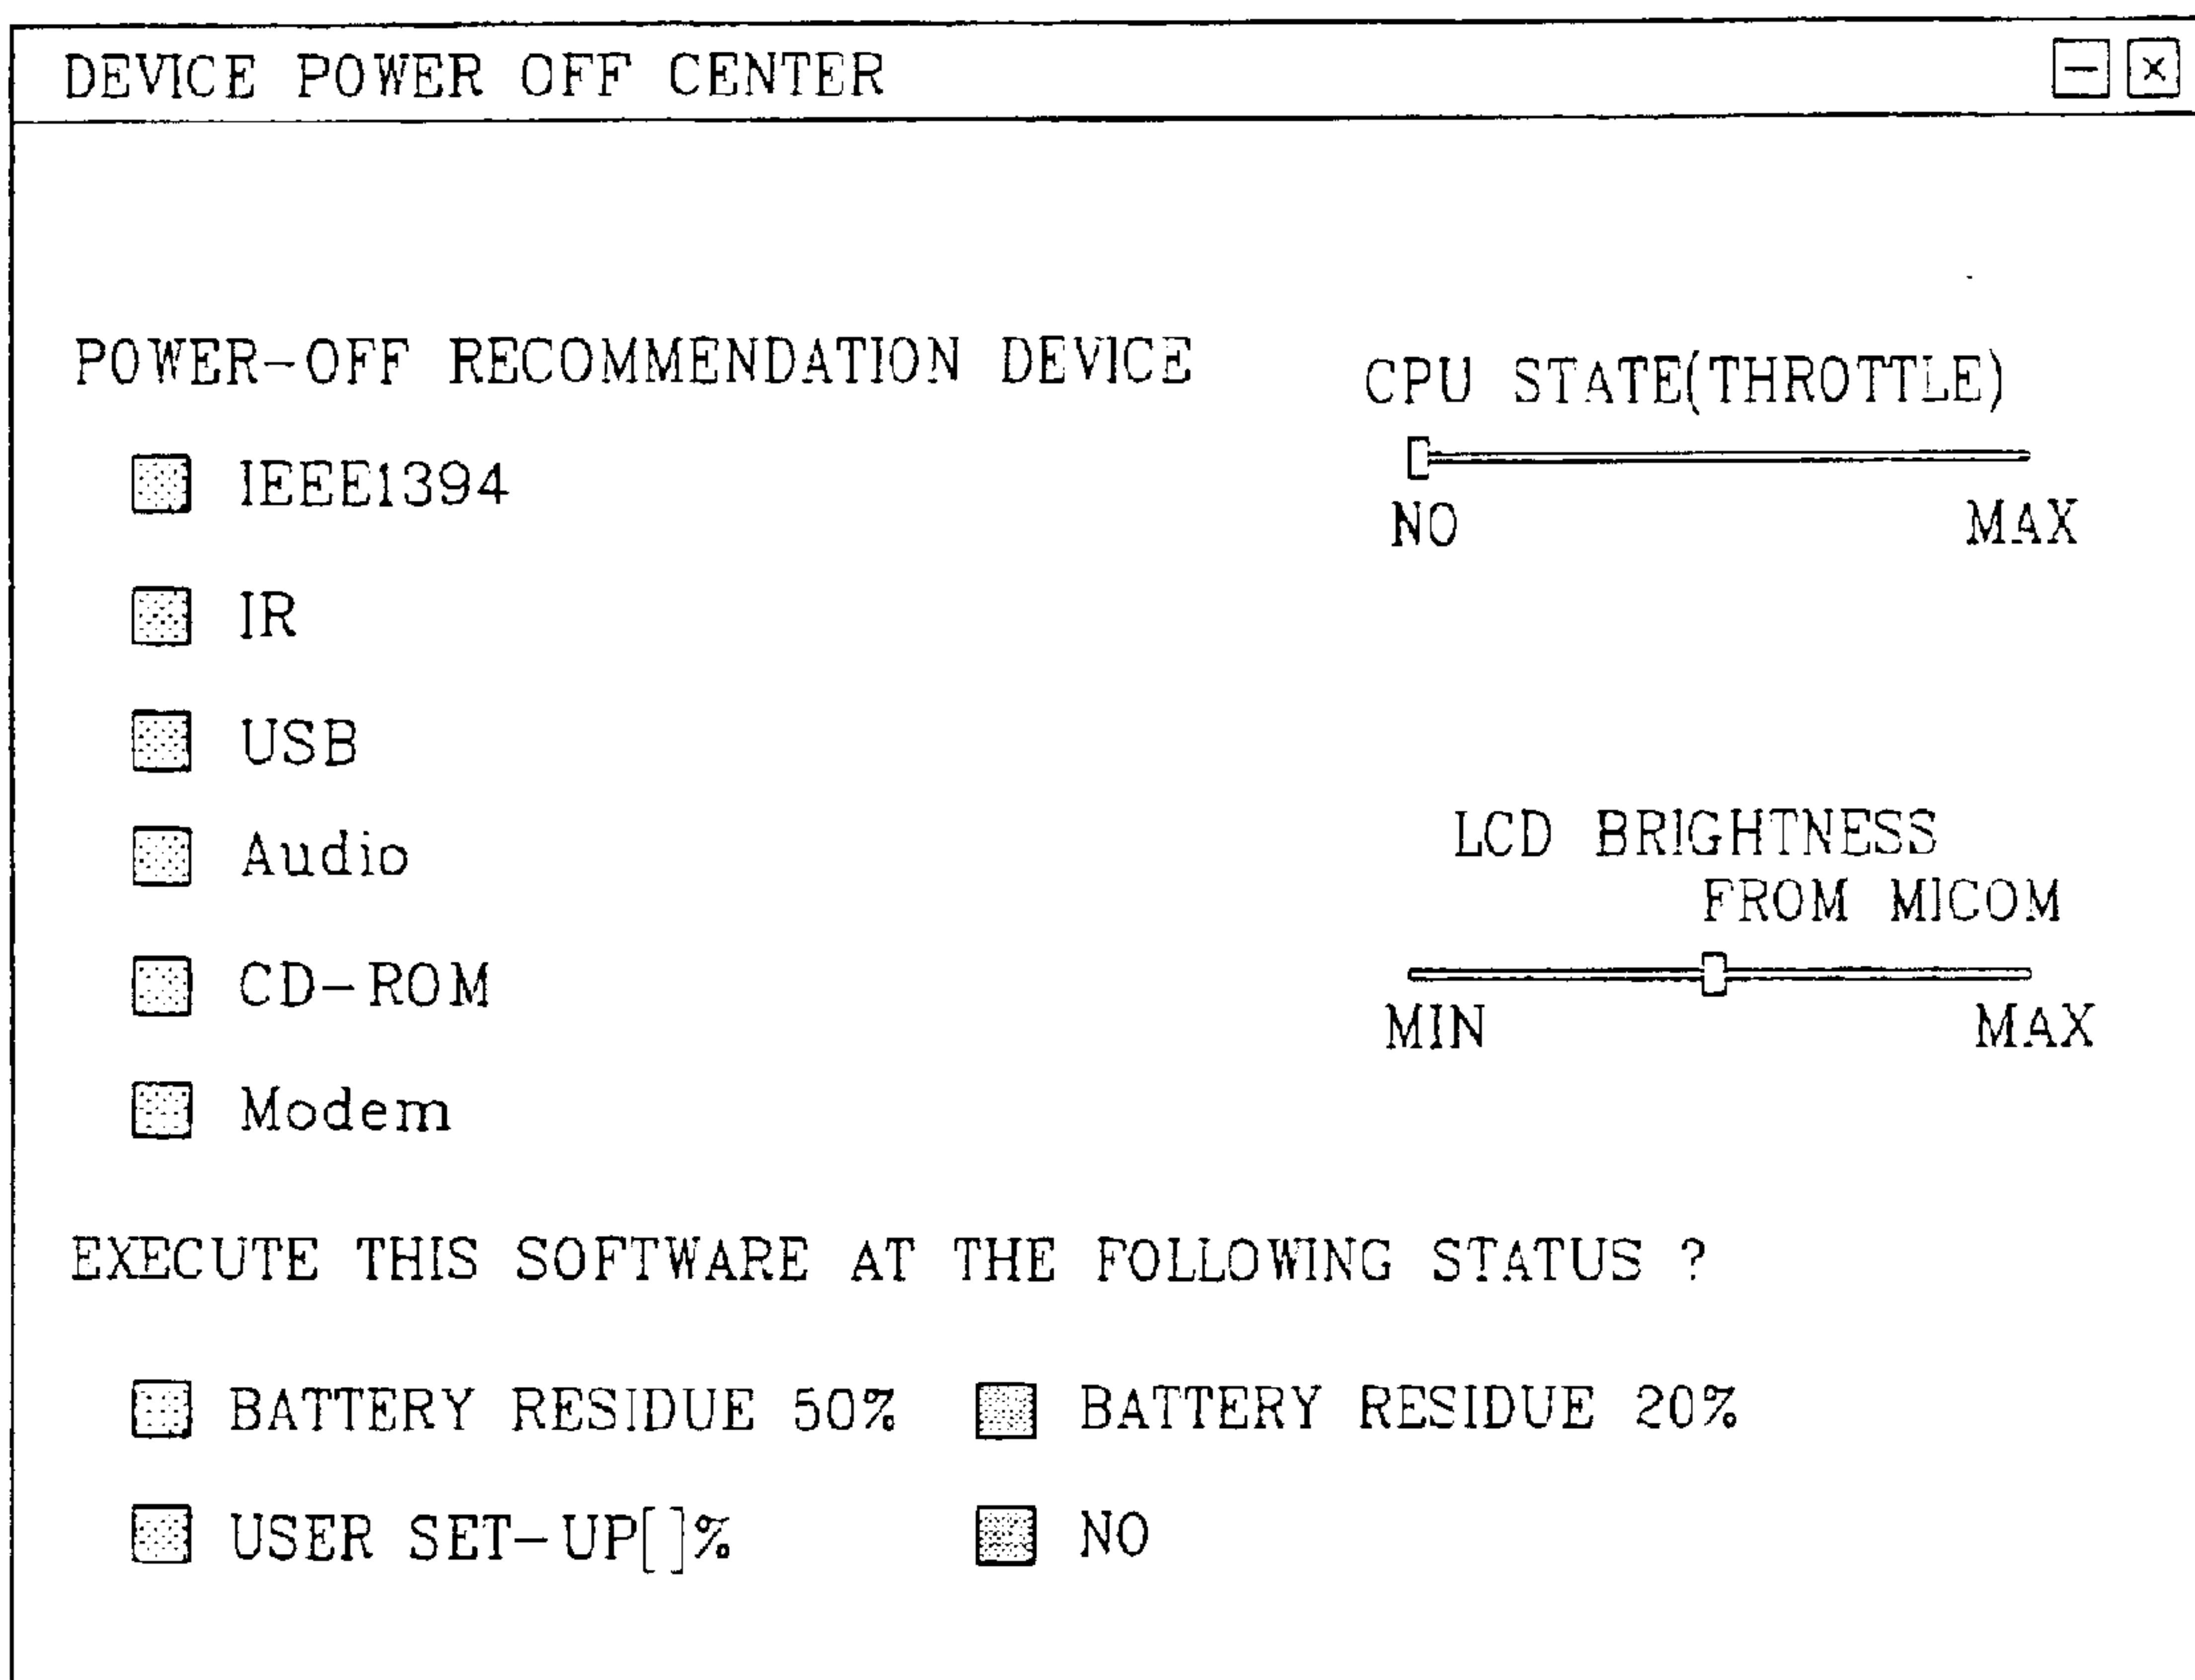 DEVICE POWER OFF CENTER
POWER-OFF RECOMMENDATION DEVICE
IEEE1394
IR
USB
Audio
CD-ROM
Modem
CPU STATE(THROTTLE)
NO MAX
LCD BRIGHTNESS
FROM MICOM
MIN MAX
EXECUTE THIS SOFTWARE AT THE FOLLOWING STATUS ?
BATTERY RESIDUE 50% BATTERY RESIDUE 20%
USER SET-UP[]% NO